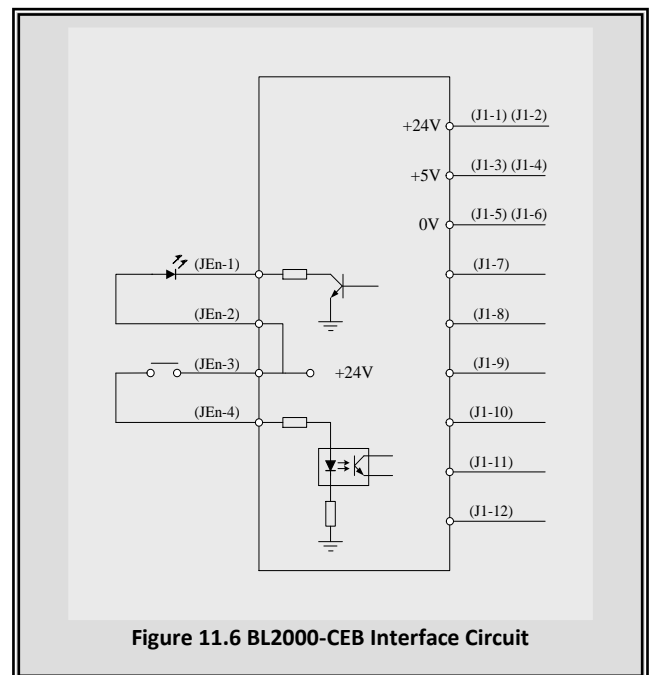 +24V (J1-1) (J1-2)
+5V (J1-3) (J1-4)
0V (J1-5) (J1-6)
(JEn-1) (J1-7)
(JEn-2) (J1-8)
(JEn-3) +24V (J1-9)
(JEn-4) (J1-10)
(J1-11)
(J1-12)
Figure 11.6 BL2000-CEB Interface Circuit